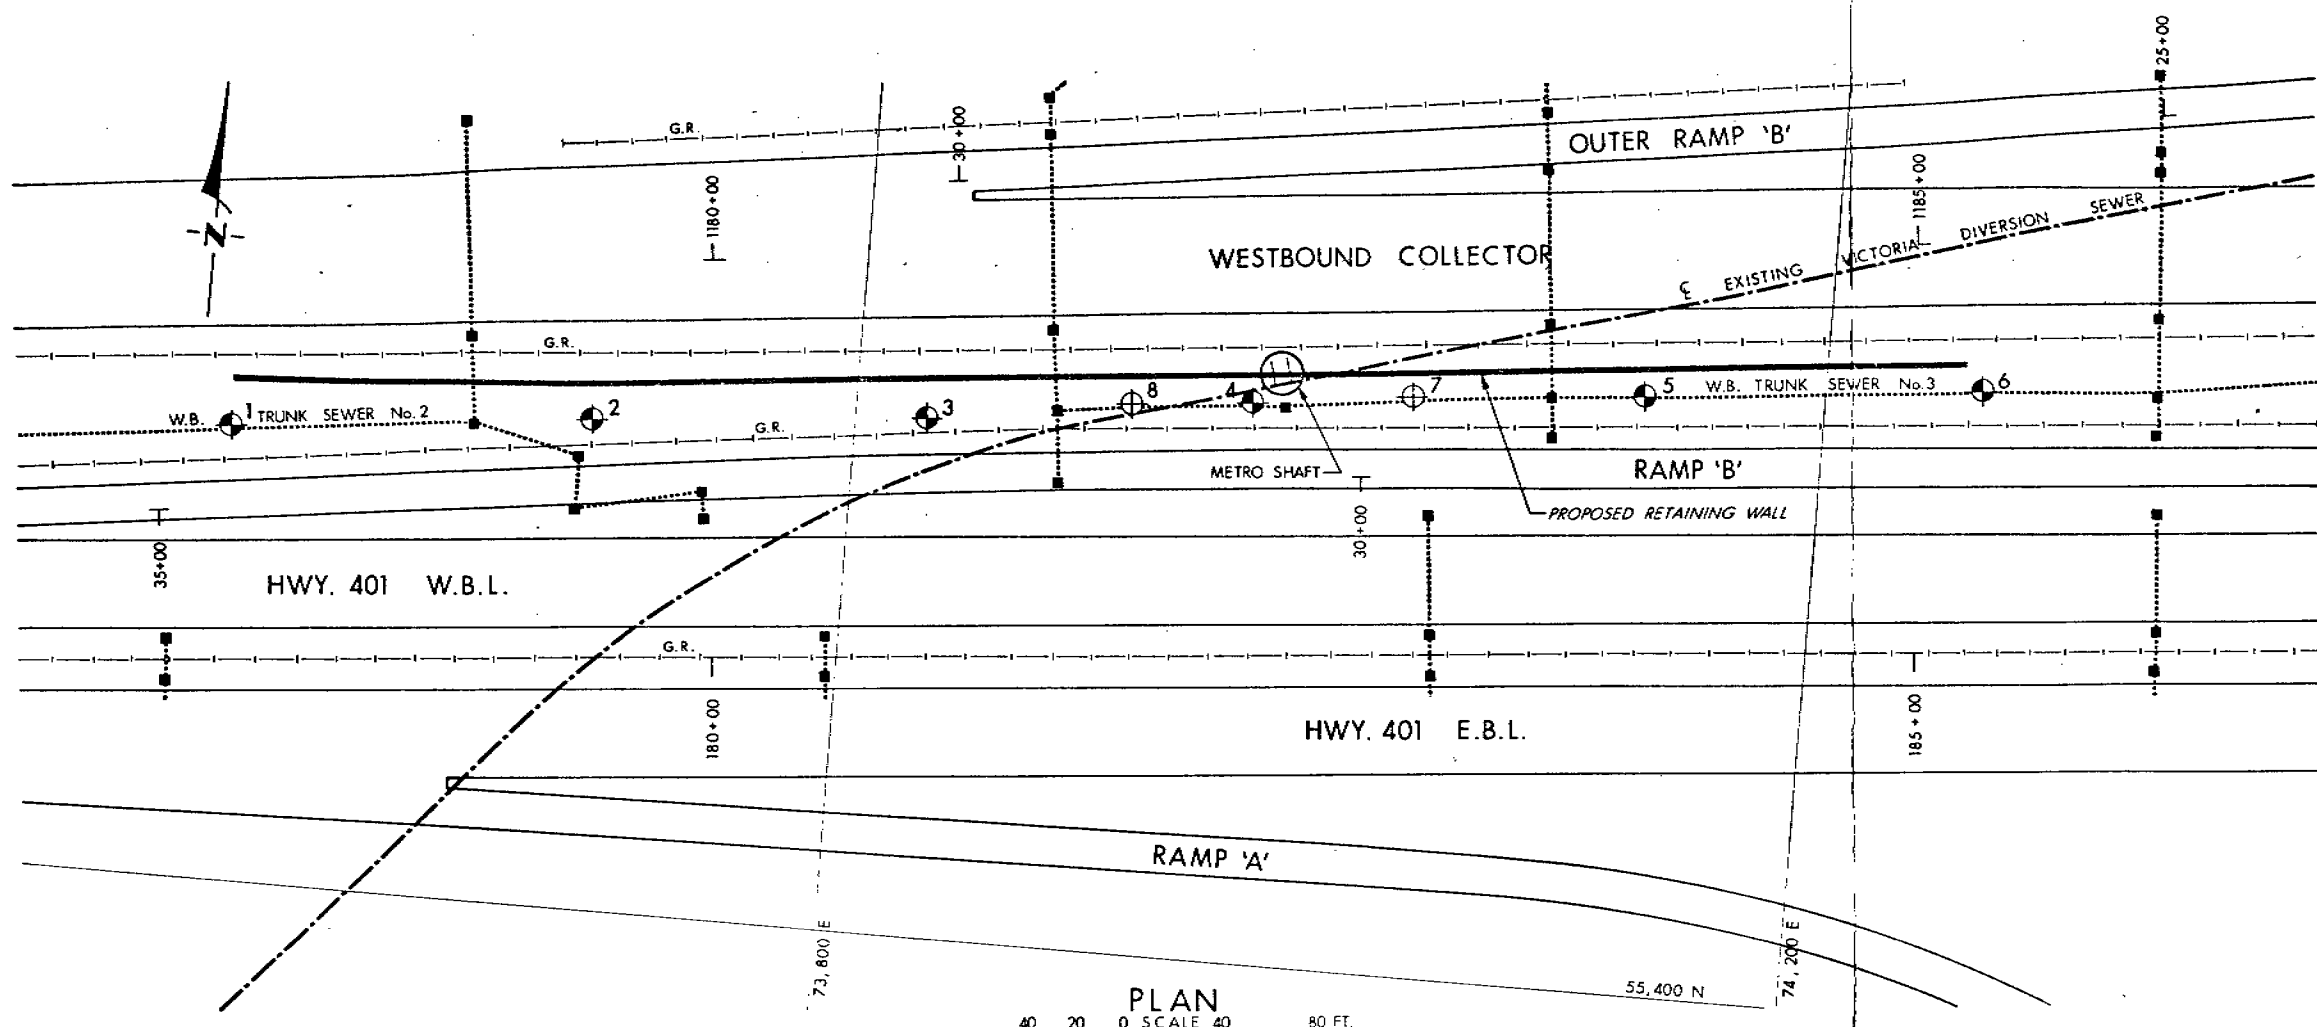 25+00
G.R.
30+00
OUTER RAMP 'B'
1180+00
1185+00
N
WESTBOUND COLLECTOR
℄ EXISTING VICTORIA DIVERSION SEWER
G.R.
W.B. TRUNK SEWER No.2
1
2
3
8
4
7
5
W.B. TRUNK SEWER No.3
6
G.R.
METRO SHAFT
RAMP 'B'
PROPOSED RETAINING WALL
35+00
30+00
HWY. 401 W.B.L.
G.R.
180+00
185+00
HWY. 401 E.B.L.
RAMP 'A'
73,800 E
74,200 E
55,400 N
PLAN
40 20 0 SCALE 40 80 FT.